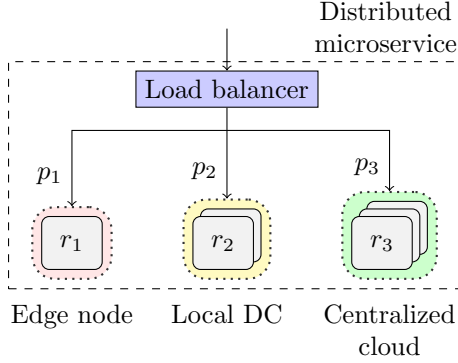 Distributed
microservice
Load balancer
p1 p2 p3
r1 r2 r3
Edge node Local DC Centralized
cloud